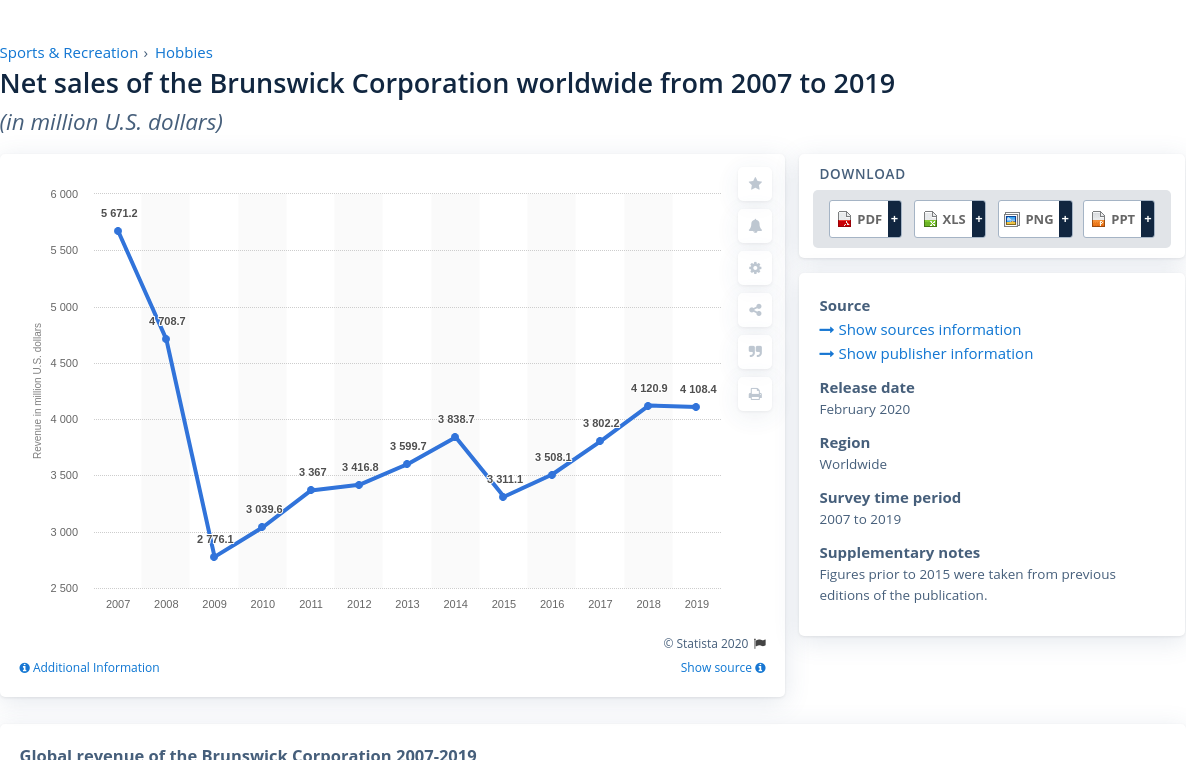 Sports & Recreation › Hobbies
Net sales of the Brunswick Corporation worldwide from 2007 to 2019
(in million U.S. dollars)
Revenue in million U.S. dollars
6 000
5 500
5 000
4 500
4 000
3 500
3 000
2 500
5 671.2
4 708.7
2 776.1
3 039.6
3 367
3 416.8
3 599.7
3 838.7
3 311.1
3 508.1
3 802.2
4 120.9
4 108.4
2007 2008 2009 2010 2011 2012 2013 2014 2015 2016 2017 2018 2019
© Statista 2020
Additional Information
Show source
DOWNLOAD
PDF + XLS + PNG + PPT +
Source
Show sources information
Show publisher information
Release date
February 2020
Region
Worldwide
Survey time period
2007 to 2019
Supplementary notes
Figures prior to 2015 were taken from previous
editions of the publication.
Global revenue of the Brunswick Corporation 2007-2019